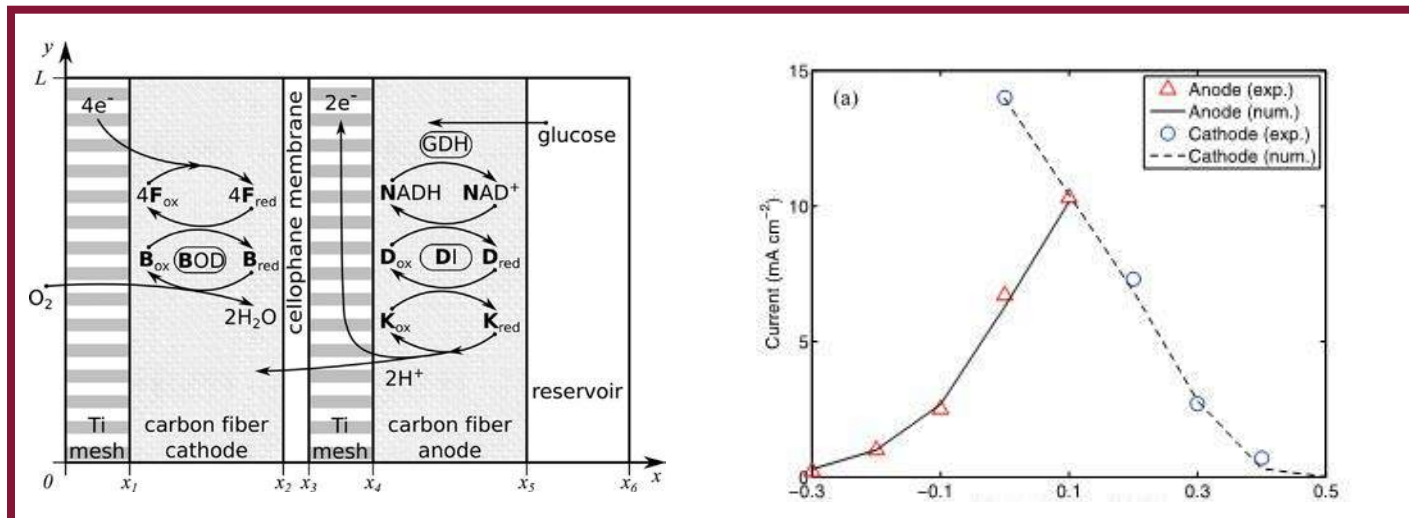 y
L
4e⁻
4F_ox
4F_red
B_ox
BOD
B_red
O₂
2H₂O
Ti
mesh
carbon fiber
cathode
cellophane membrane
2e⁻
GDH
glucose
NADH
NAD⁺
D_ox
DI
D_red
K_ox
K_red
2H⁺
reservoir
Ti
mesh
carbon fiber
anode
0
x₁
x₂
x₃
x₄
x₅
x₆
x
(a)
Anode (exp.)
Anode (num.)
Cathode (exp.)
Cathode (num.)
Current (mA cm⁻²)
15
10
5
0
−0.3
−0.1
0.1
0.3
0.5